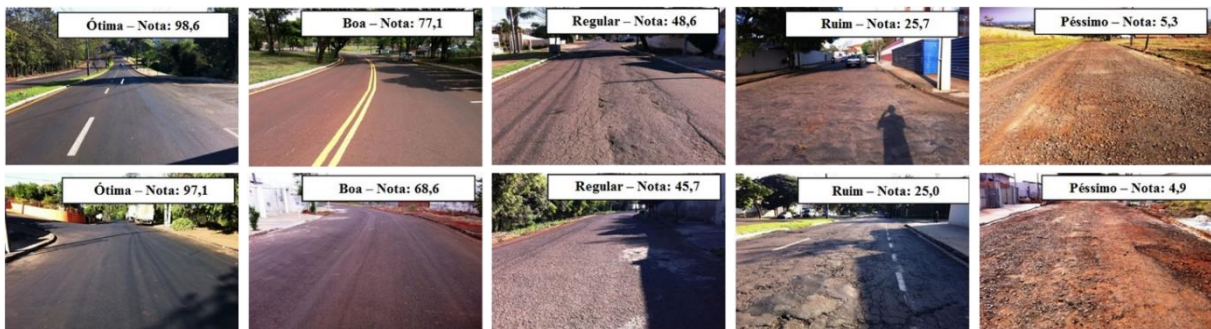 Ótima – Nota: 98,6
Boa – Nota: 77,1
Regular – Nota: 48,6
Ruim – Nota: 25,7
Péssimo – Nota: 5,3
Ótima – Nota: 97,1
Boa – Nota: 68,6
Regular – Nota: 45,7
Ruim – Nota: 25,0
Péssimo – Nota: 4,9